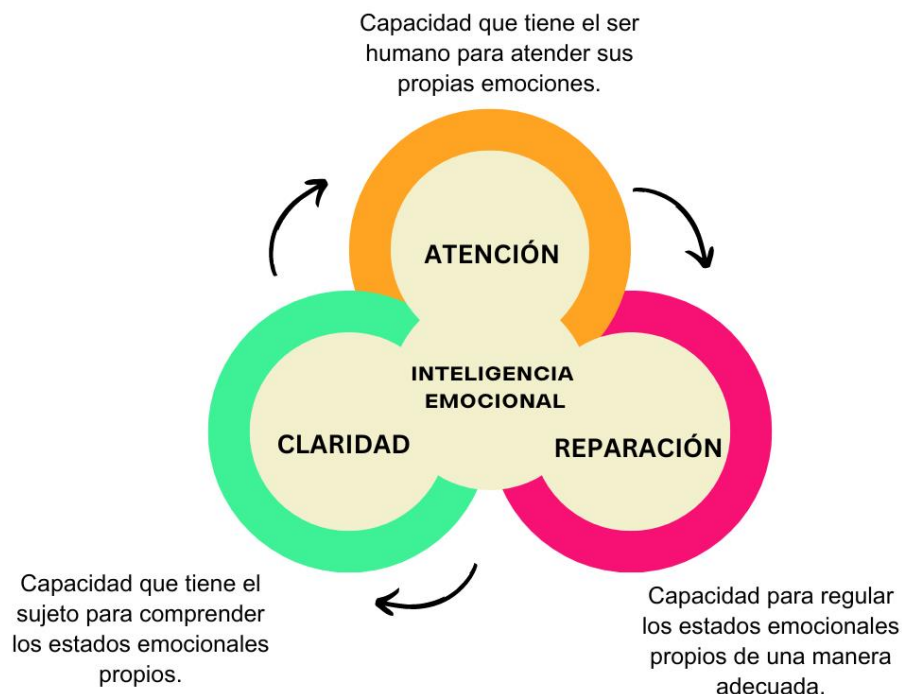 Capacidad que tiene el ser
humano para atender sus
propias emociones.
ATENCIÓN
INTELIGENCIA
EMOCIONAL
CLARIDAD
REPARACIÓN
Capacidad que tiene el
sujeto para comprender
los estados emocionales
propios.
Capacidad para regular
los estados emocionales
propios de una manera
adecuada.